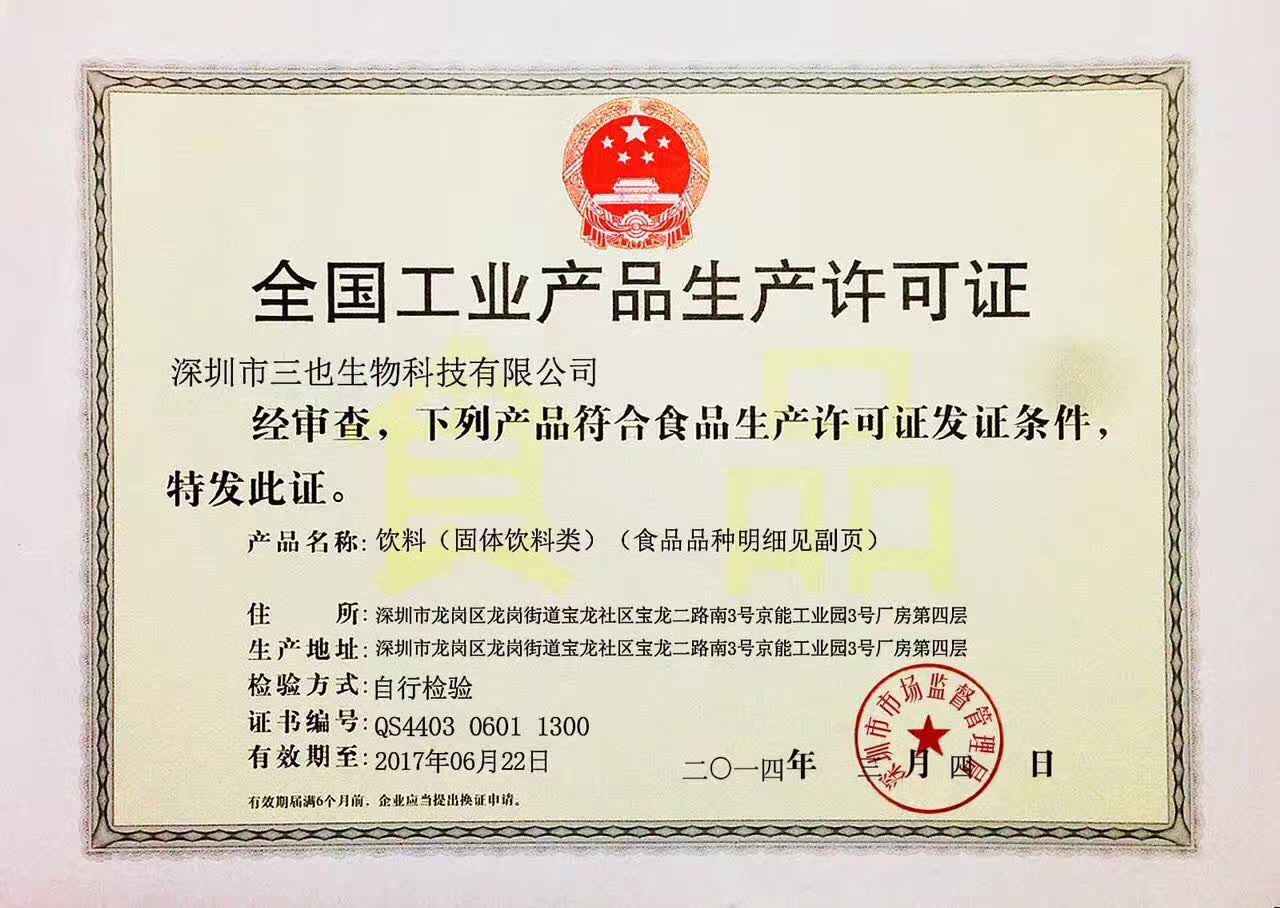 全国工业产品生产许可证
深圳市三也生物科技有限公司
经审查，下列产品符合食品生产许可证发证条件，
特发此证。
食品
产品名称：饮料（固体饮料类）（食品品种明细见副页）
住　　所：深圳市龙岗区龙岗街道宝龙社区宝龙二路南3号京能工业园3号厂房第四层
生产地址：深圳市龙岗区龙岗街道宝龙社区宝龙二路南3号京能工业园3号厂房第四层
检验方式：自行检验
证书编号：QS4403 0601 1300
有效期至：2017年06月22日
二〇一四年 三月 四 日
深圳市市场监督管理局
有效期届满6个月前，企业应当提出换证申请。